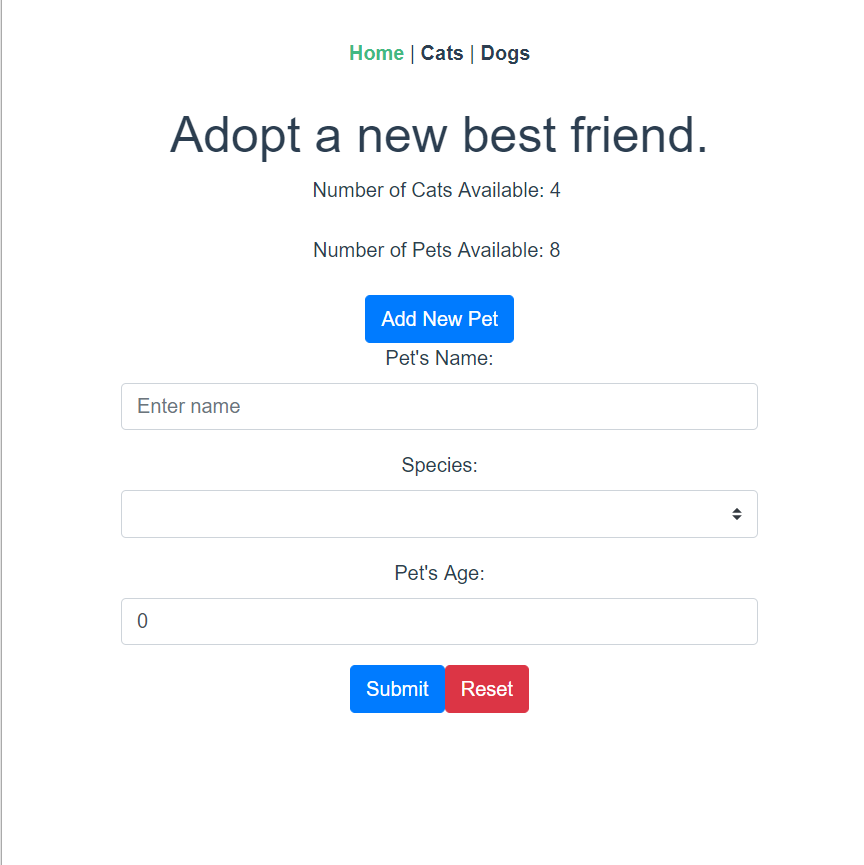 Home | Cats | Dogs
Adopt a new best friend.
Number of Cats Available: 4
Number of Pets Available: 8
Add New Pet
Pet's Name:
Enter name
Species:
Pet's Age:
0
Submit Reset